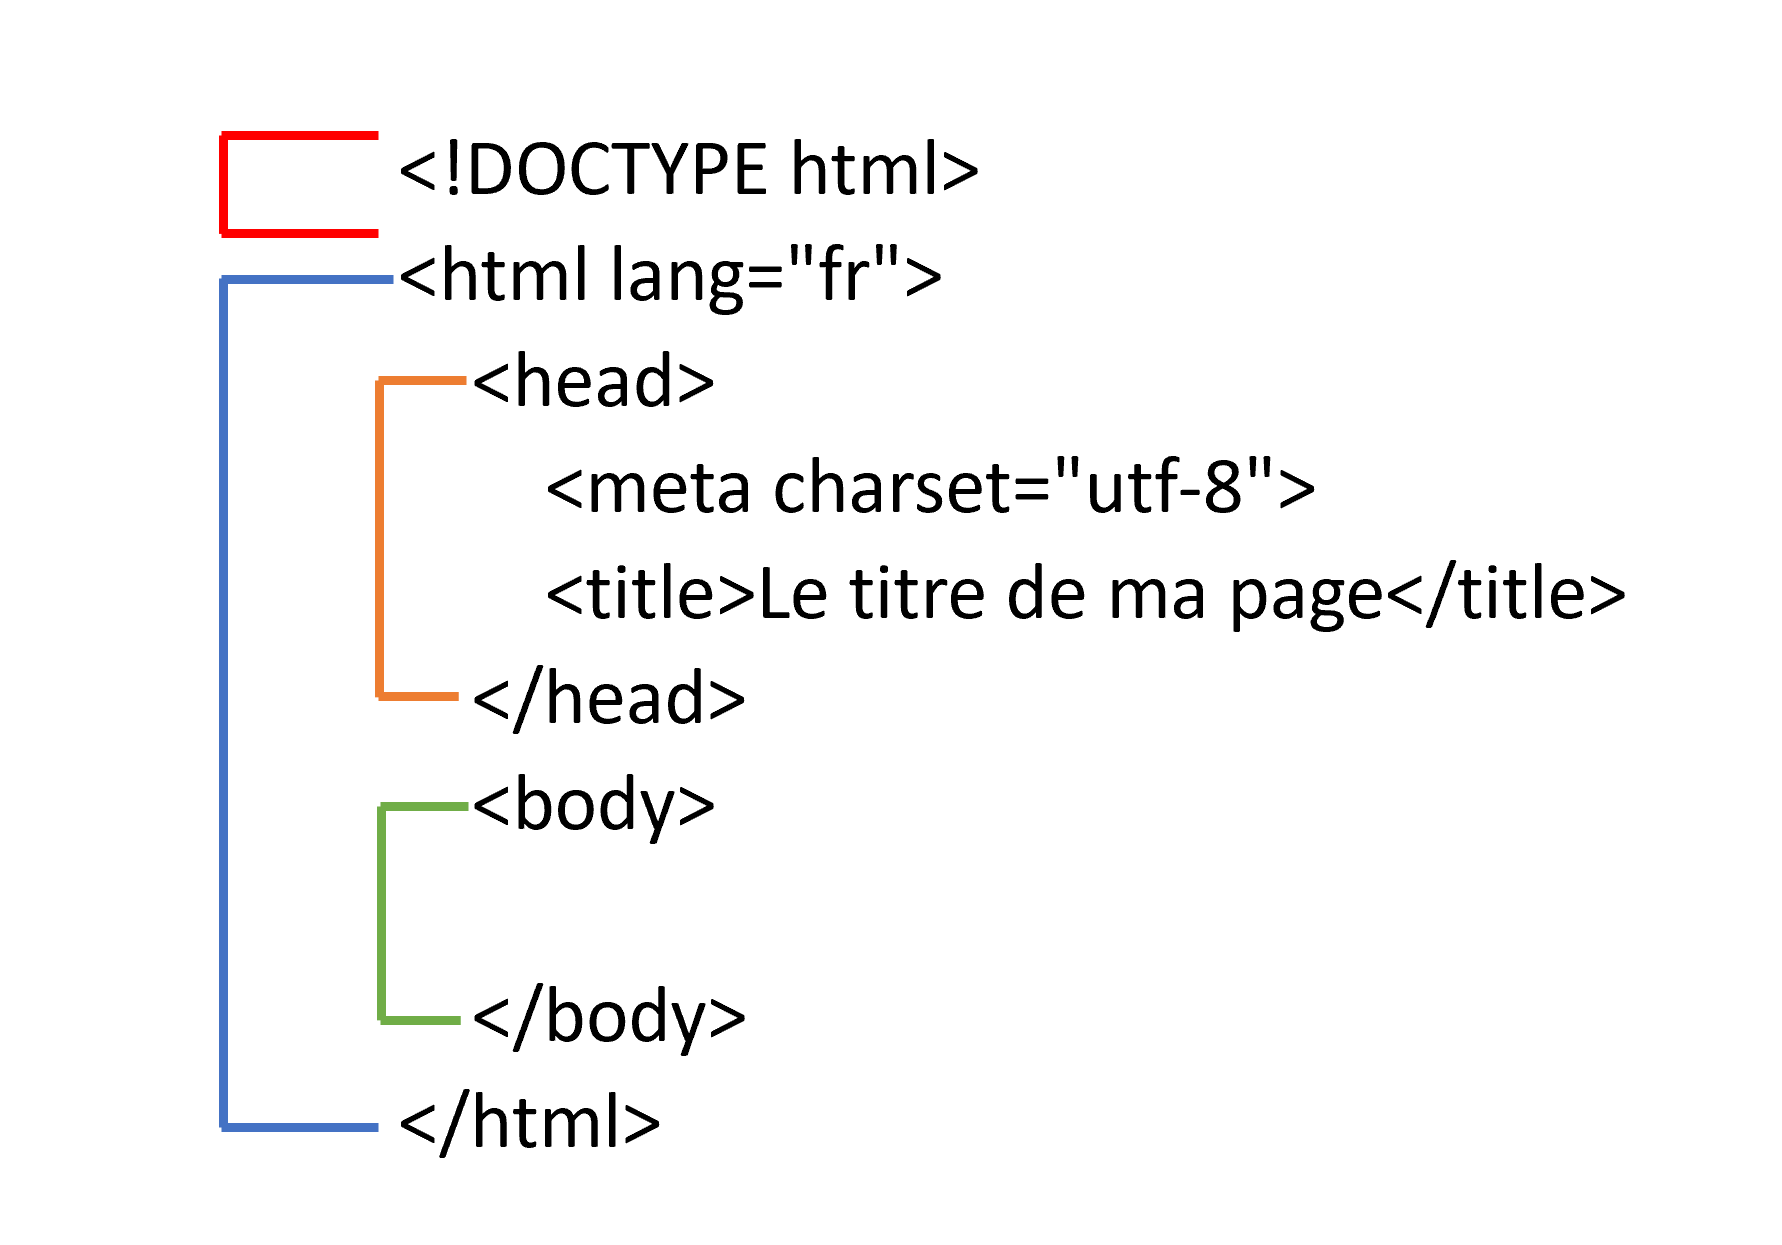 <!DOCTYPE html>
<html lang="fr">
<head>
<meta charset="utf-8">
<title>Le titre de ma page</title>
</head>
<body>
</body>
</html>